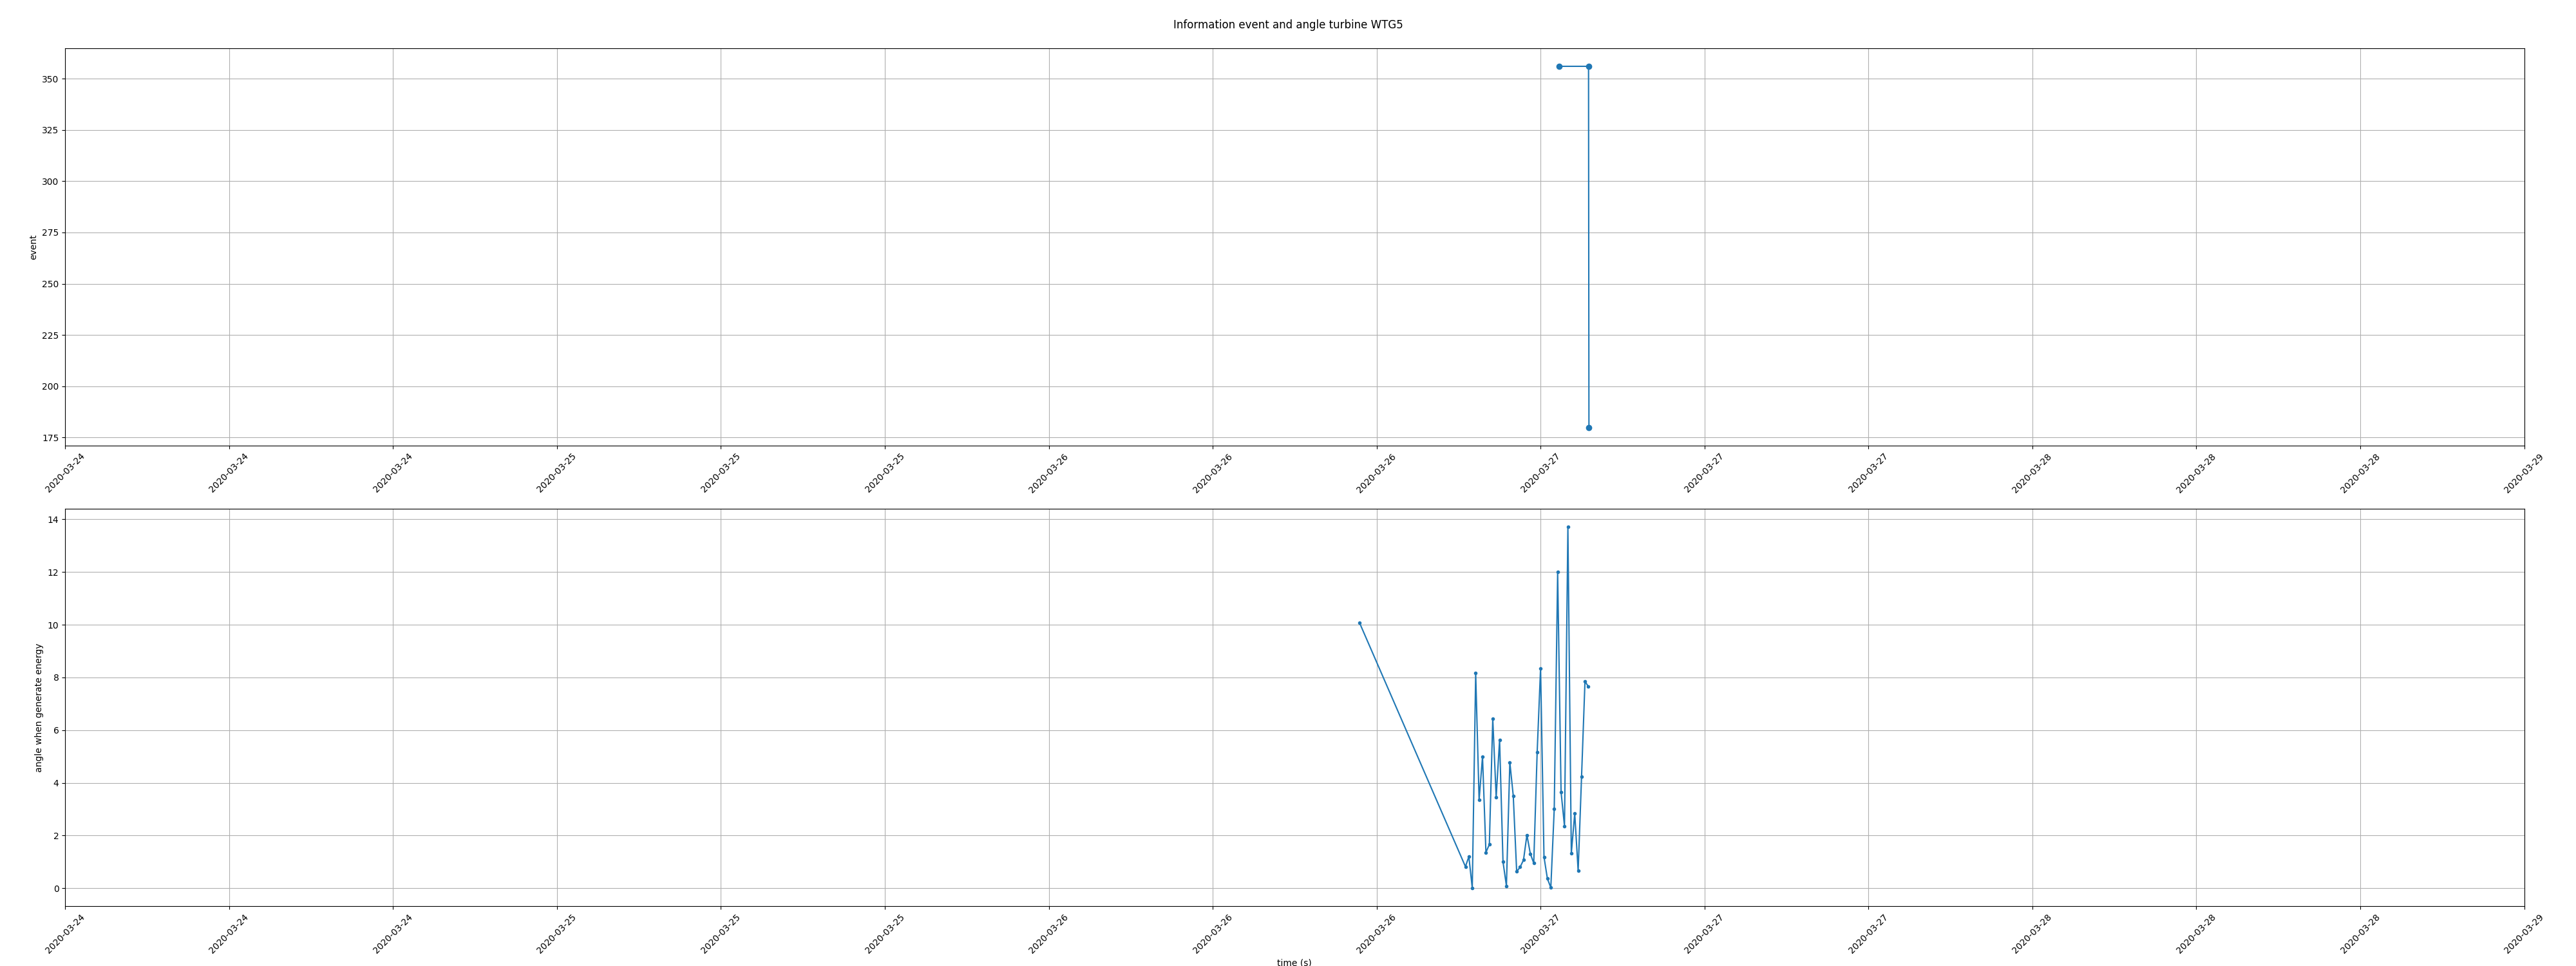 Information event and angle turbine WTG5
350
325
300
275
250
225
200
175
event
2020-03-24 2020-03-24 2020-03-24 2020-03-25 2020-03-25 2020-03-25 2020-03-26 2020-03-26 2020-03-26 2020-03-27 2020-03-27 2020-03-27 2020-03-28 2020-03-28 2020-03-28 2020-03-29
14
12
10
8
6
4
2
0
angle when generate energy
2020-03-24 2020-03-24 2020-03-24 2020-03-25 2020-03-25 2020-03-25 2020-03-26 2020-03-26 2020-03-26 2020-03-27 2020-03-27 2020-03-27 2020-03-28 2020-03-28 2020-03-28 2020-03-29
time (s)